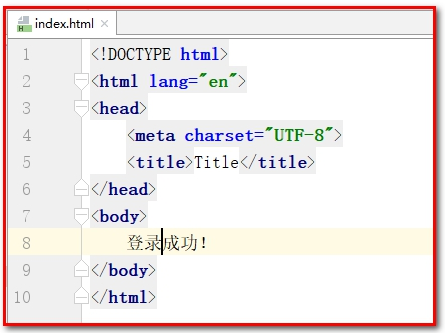 index.html
1 <!DOCTYPE html>
2 <html lang="en">
3 <head>
4     <meta charset="UTF-8">
5     <title>Title</title>
6 </head>
7 <body>
8     登录成功!
9 </body>
10 </html>